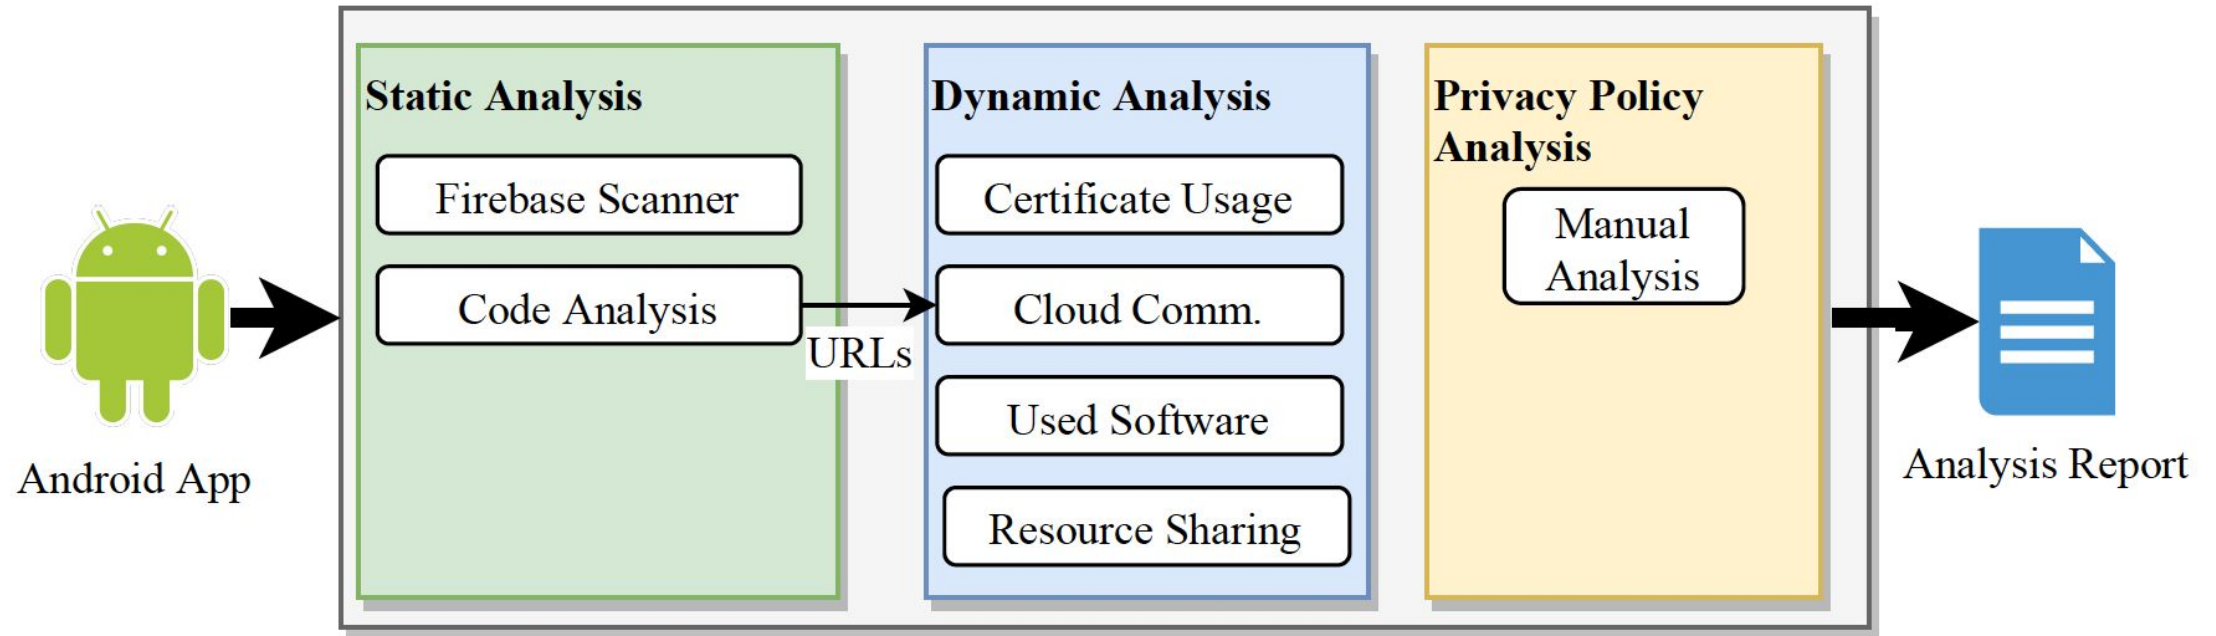 Android App
Static Analysis
Firebase Scanner
Code Analysis
URLs
Dynamic Analysis
Certificate Usage
Cloud Comm.
Used Software
Resource Sharing
Privacy Policy
Analysis
Manual
Analysis
Analysis Report